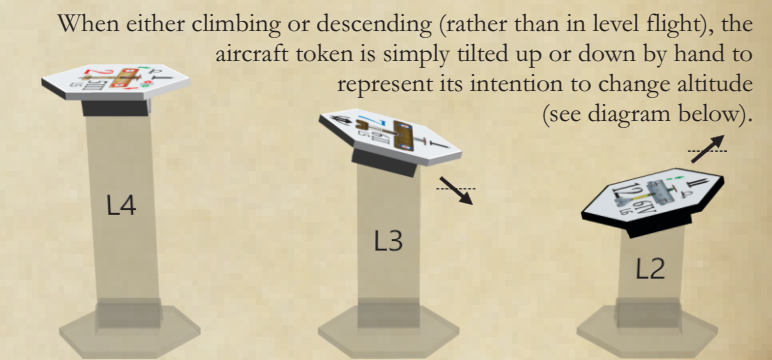 When either climbing or descending (rather than in level flight), the
aircraft token is simply tilted up or down by hand to
represent its intention to change altitude
(see diagram below).
L4
L3
L2
12